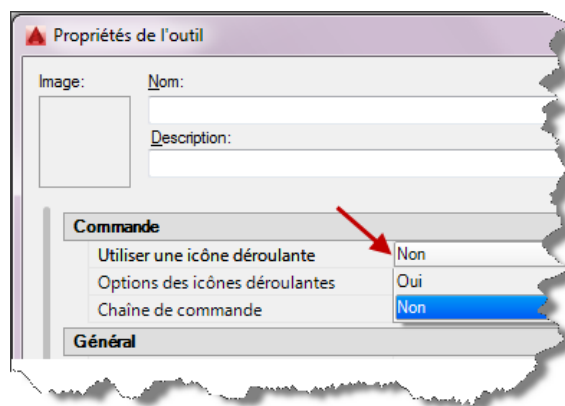 Propriétés de l'outil
Image: Nom:
Description:
Commande
Utiliser une icône déroulante Non
Options des icônes déroulantes Oui
Chaîne de commande Non
Général